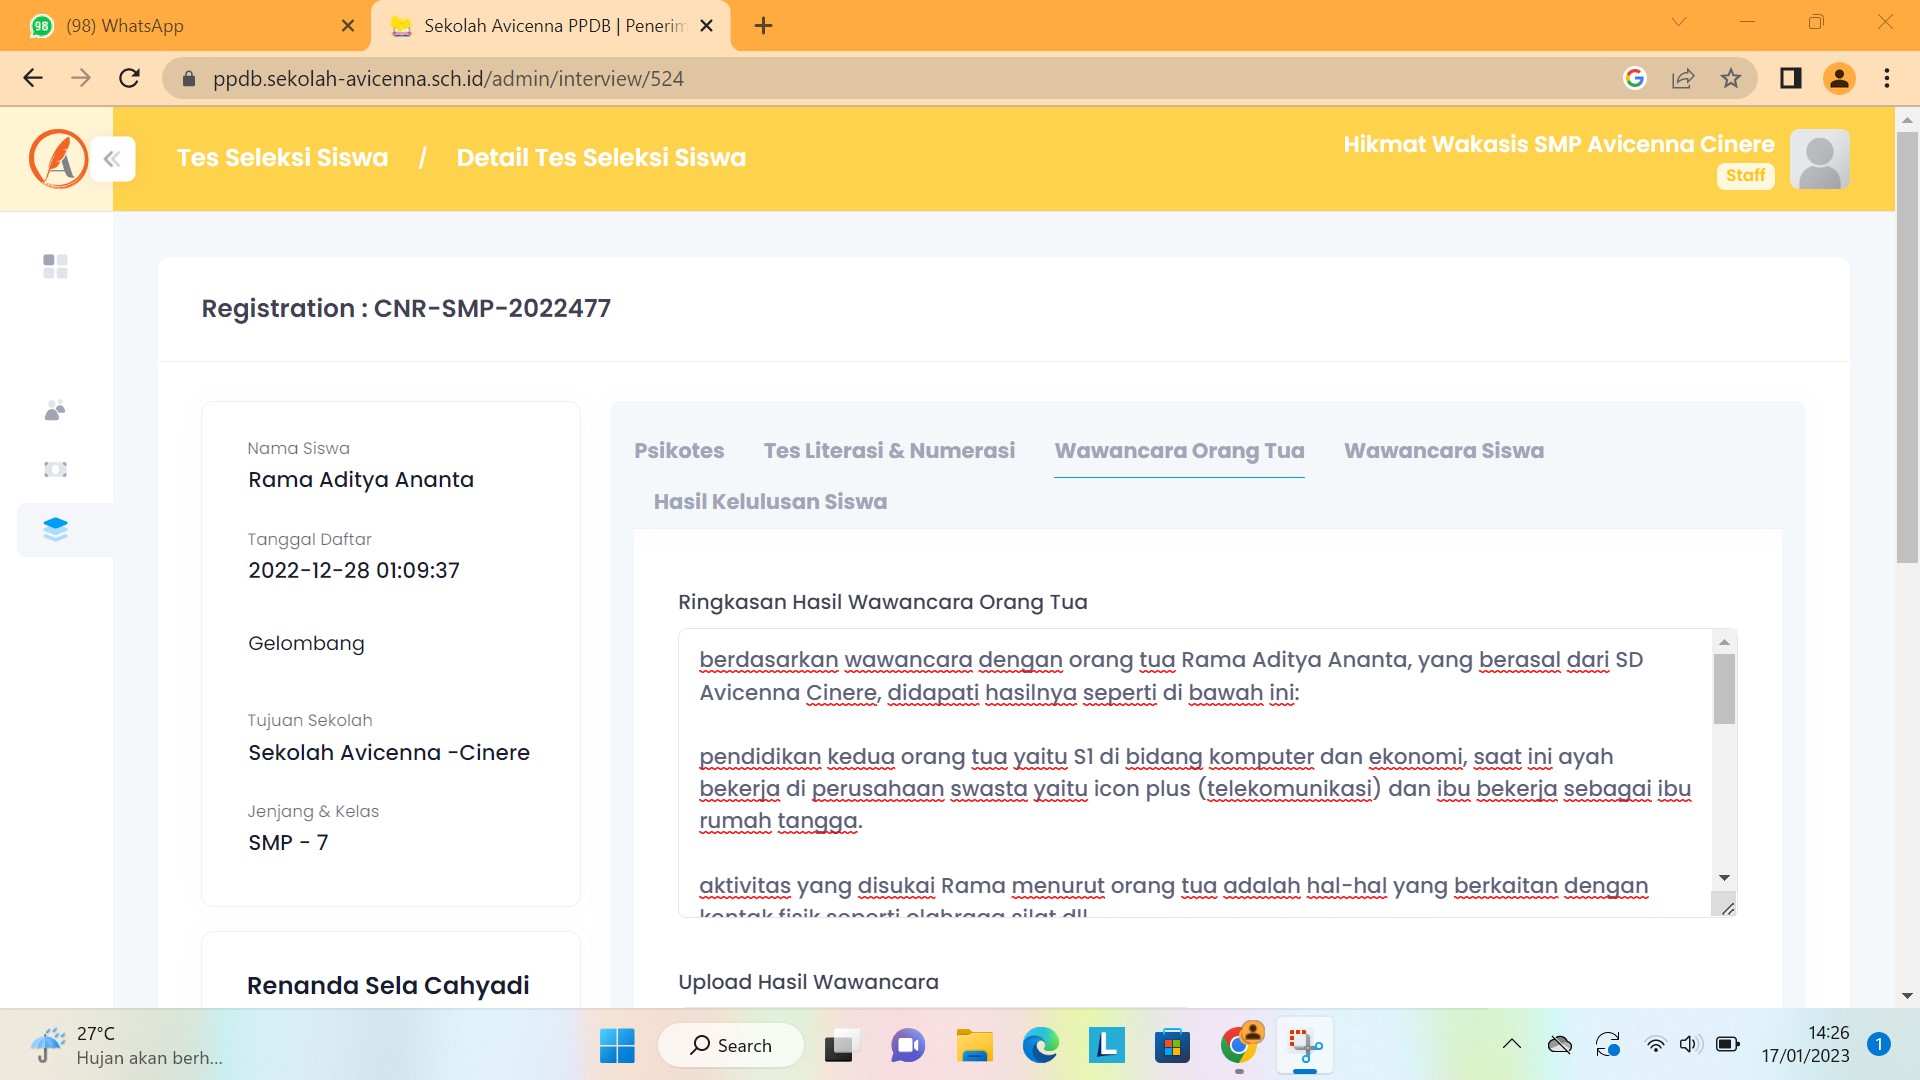 98
(98) WhatsApp
Sekolah Avicenna PPDB | Penerim
ppdb.sekolah-avicenna.sch.id/admin/interview/524
Tes Seleksi Siswa / Detail Tes Seleksi Siswa
Hikmat Wakasis SMP Avicenna Cinere
Staff
Registration : CNR-SMP-2022477
Nama Siswa
Rama Aditya Ananta
Tanggal Daftar
2022-12-28 01:09:37
Gelombang
Tujuan Sekolah
Sekolah Avicenna -Cinere
Jenjang & Kelas
SMP - 7
Renanda Sela Cahyadi
Psikotes
Tes Literasi & Numerasi
Wawancara Orang Tua
Wawancara Siswa
Hasil Kelulusan Siswa
Ringkasan Hasil Wawancara Orang Tua
berdasarkan wawancara dengan orang tua Rama Aditya Ananta, yang berasal dari SD
Avicenna Cinere, didapati hasilnya seperti di bawah ini:
pendidikan kedua orang tua yaitu S1 di bidang komputer dan ekonomi, saat ini ayah
bekerja di perusahaan swasta yaitu icon plus (telekomunikasi) dan ibu bekerja sebagai ibu
rumah tangga.
aktivitas yang disukai Rama menurut orang tua adalah hal-hal yang berkaitan dengan
kontak fisik seperti olahraga silat dll
Upload Hasil Wawancara
27°C
Hujan akan berh...
Search
L
14:26
17/01/2023
1